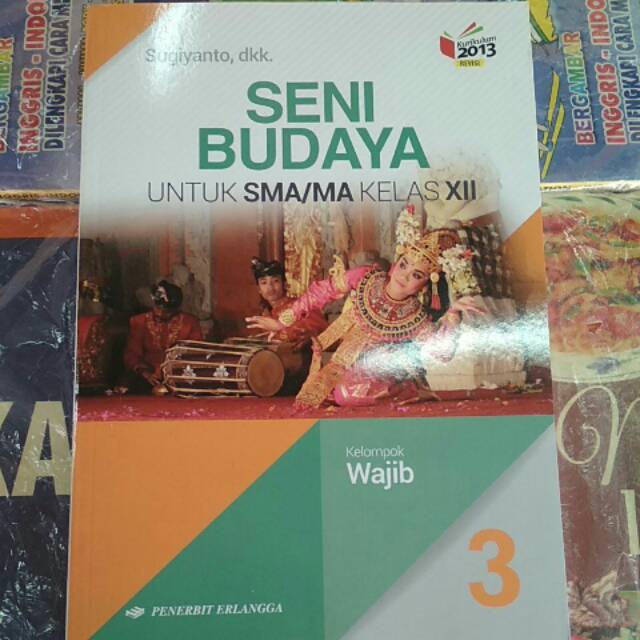 Sugiyanto, dkk.
Kurikulum
2013
REVISI
SENI
BUDAYA
UNTUK SMA/MA KELAS XII
Kelompok
Wajib
3
PENERBIT ERLANGGA
BERGAMBAR
INGGRIS - INDO
DILENGKAPI CARA ME
BERGAMBAR
INGGRIS - INDO
DILENGKAPI CARA M
KA